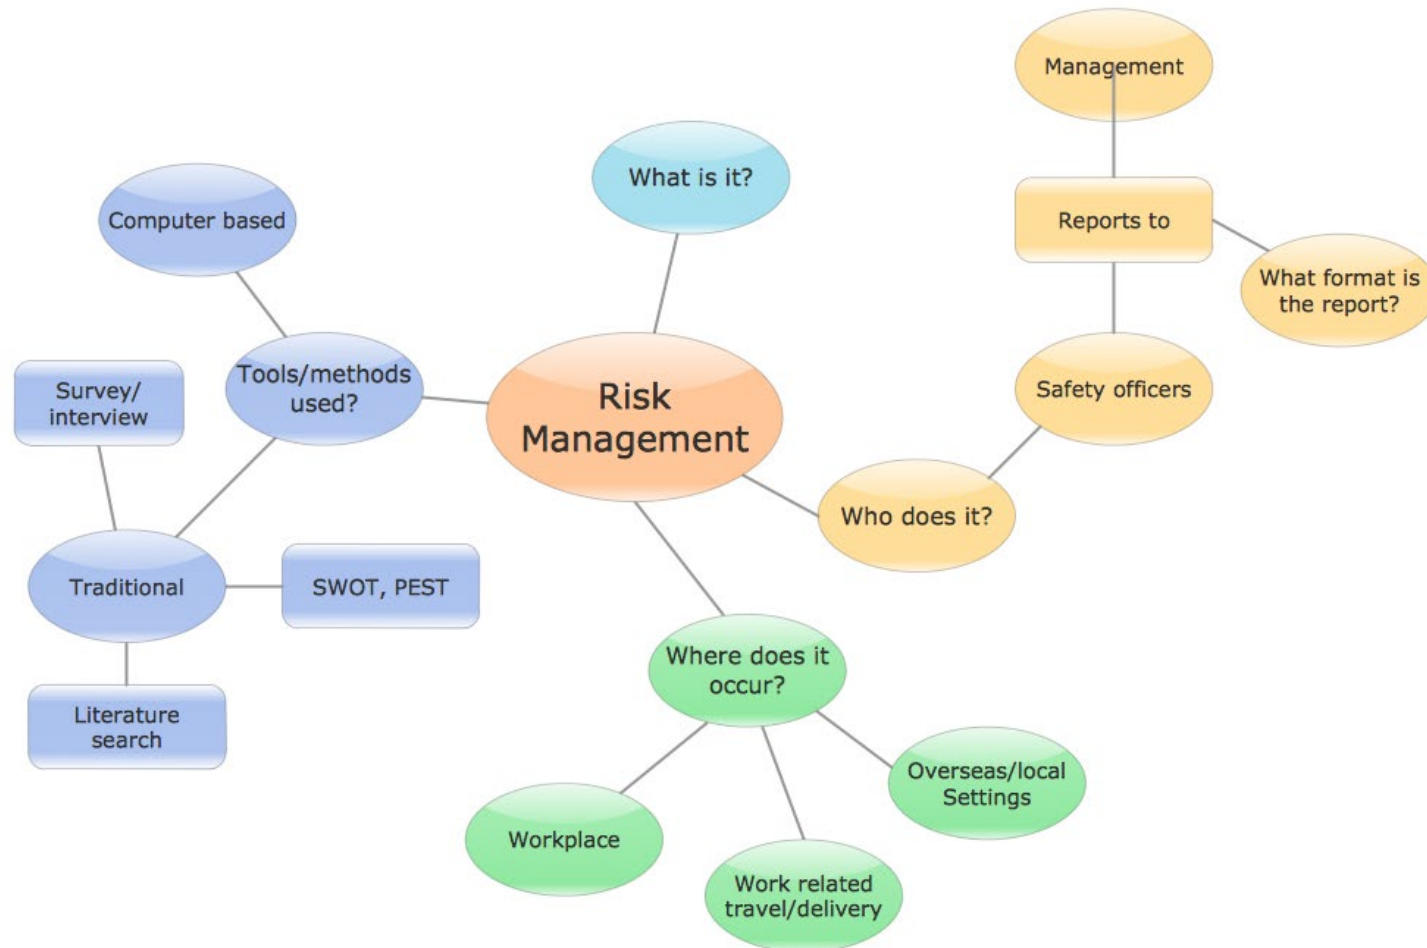 Management
What is it?
Computer based
Reports to
What format is
the report?
Tools/methods
used?
Survey/
interview
Risk
Management
Safety officers
Who does it?
Traditional
SWOT, PEST
Where does it
occur?
Literature
search
Overseas/local
Settings
Workplace
Work related
travel/delivery